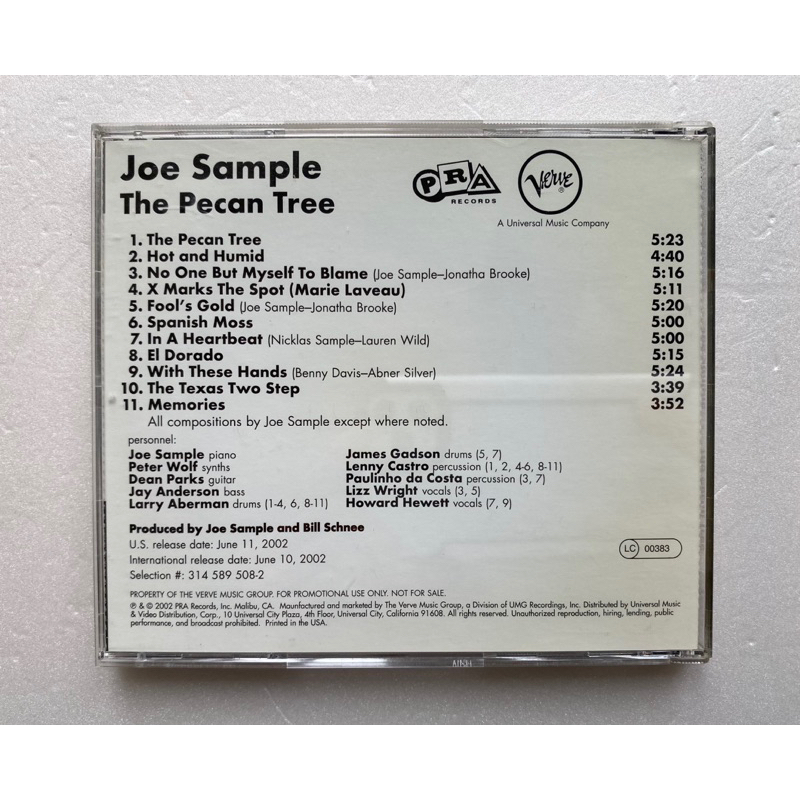 Joe Sample
The Pecan Tree
PRA
RECORDS
Verve
®
A Universal Music Company
1. The Pecan Tree 5:23
2. Hot and Humid 4:40
3. No One But Myself To Blame (Joe Sample–Jonatha Brooke) 5:16
4. X Marks The Spot (Marie Laveau) 5:11
5. Fool's Gold (Joe Sample–Jonatha Brooke) 5:20
6. Spanish Moss 5:00
7. In A Heartbeat (Nicklas Sample–Lauren Wild) 5:00
8. El Dorado 5:15
9. With These Hands (Benny Davis–Abner Silver) 5:24
10. The Texas Two Step 3:39
11. Memories 3:52
All compositions by Joe Sample except where noted.
personnel:
Joe Sample piano
Peter Wolf synths
Dean Parks guitar
Jay Anderson bass
Larry Aberman drums (1-4, 6, 8-11)
James Gadson drums (5, 7)
Lenny Castro percussion (1, 2, 4-6, 8-11)
Paulinho da Costa percussion (3, 7)
Lizz Wright vocals (3, 5)
Howard Hewett vocals (7, 9)
Produced by Joe Sample and Bill Schnee
U.S. release date: June 11, 2002
International release date: June 10, 2002
Selection #: 314 589 508-2
LC 00383
PROPERTY OF THE VERVE MUSIC GROUP. FOR PROMOTIONAL USE ONLY. NOT FOR SALE.
℗ & © 2002 PRA Records, Inc. Malibu, CA. Maunfactured and marketed by The Verve Music Group, a Division of UMG Recordings, Inc. Distributed by Universal Music
& Video Distribution, Corp., 10 Universal City Plaza, 4th Floor, Universal City, California 91608. All rights reserved. Unauthorized reproduction, hiring, lending, public
performance, and broadcast prohibited. Printed in the USA.